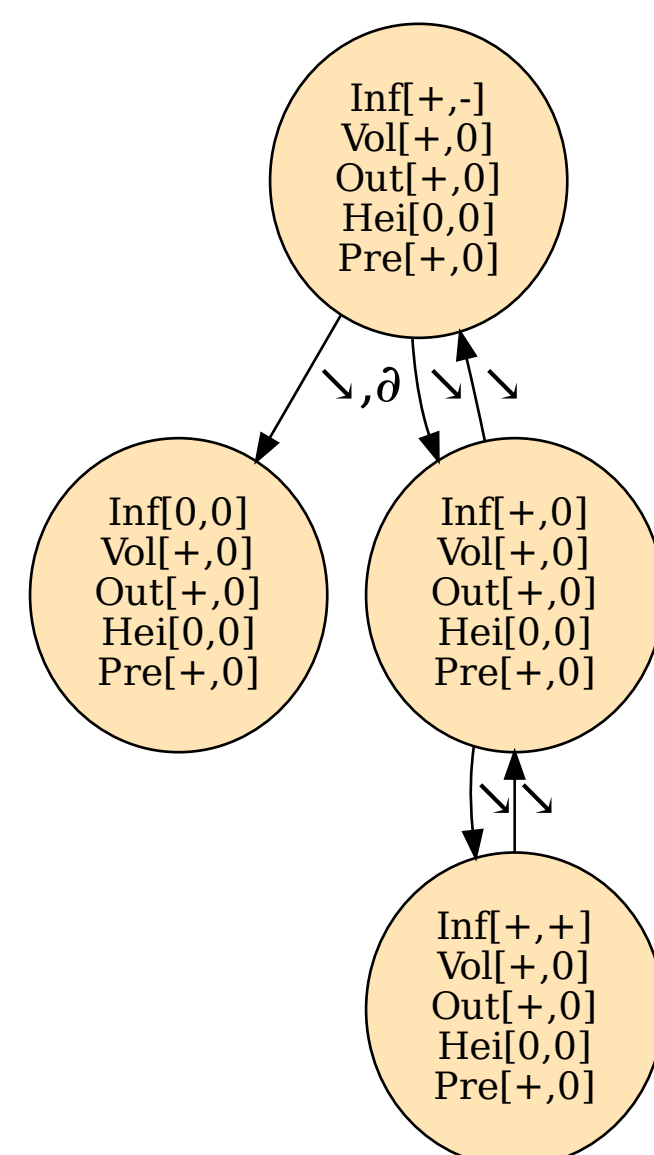 Inf[+,-]
Vol[+,0]
Out[+,0]
Hei[0,0]
Pre[+,0]
↘,∂
↘
↘
Inf[0,0]
Vol[+,0]
Out[+,0]
Hei[0,0]
Pre[+,0]
Inf[+,0]
Vol[+,0]
Out[+,0]
Hei[0,0]
Pre[+,0]
↘
↘
Inf[+,+]
Vol[+,0]
Out[+,0]
Hei[0,0]
Pre[+,0]